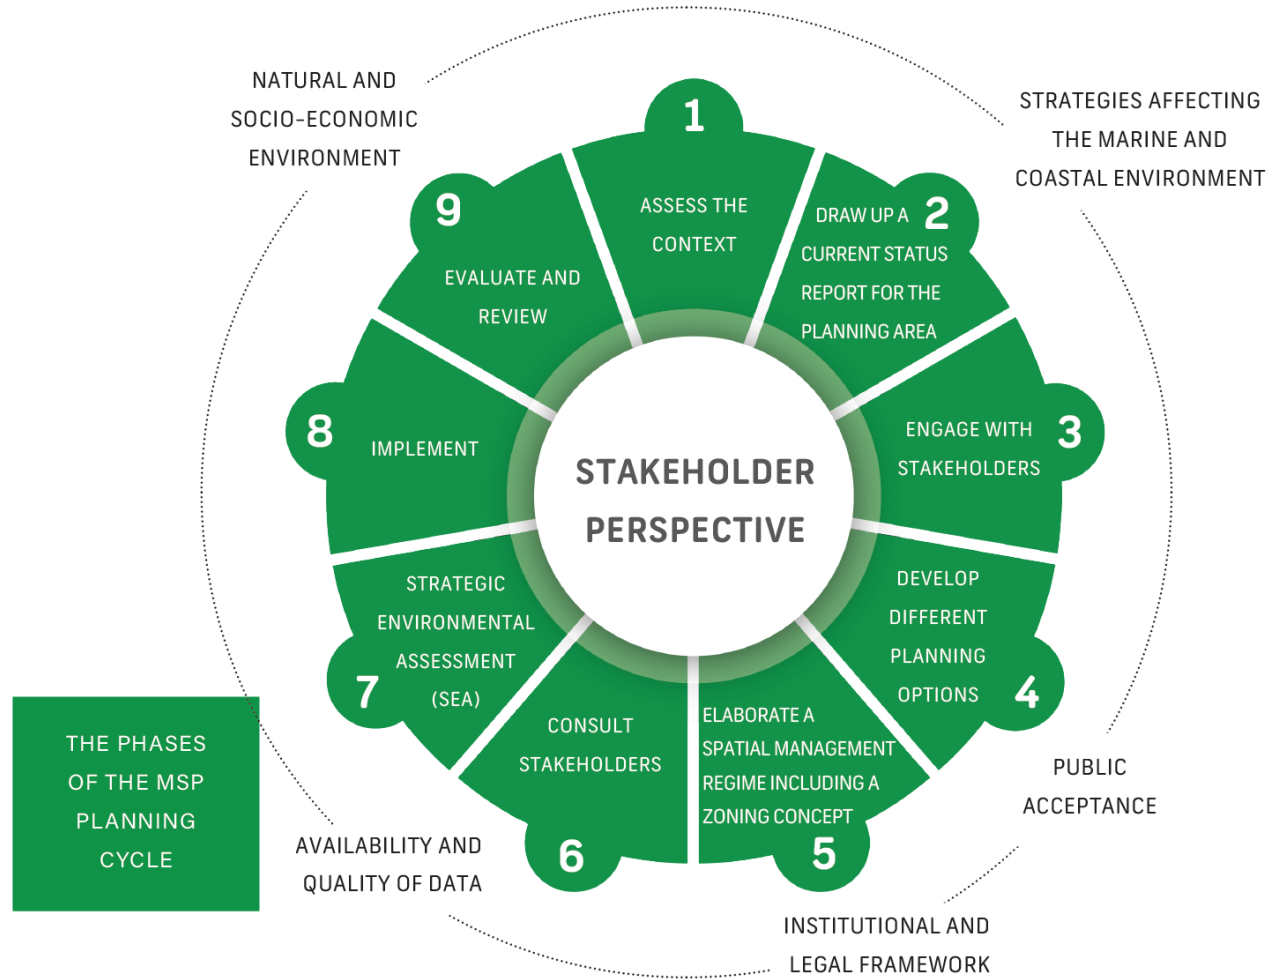 NATURAL AND
SOCIO-ECONOMIC
ENVIRONMENT
STRATEGIES AFFECTING
THE MARINE AND
COASTAL ENVIRONMENT
1
ASSESS THE
CONTEXT
2
DRAW UP A
CURRENT STATUS
REPORT FOR THE
PLANNING AREA
3
ENGAGE WITH
STAKEHOLDERS
4
DEVELOP
DIFFERENT
PLANNING
OPTIONS
5
ELABORATE A
SPATIAL MANAGEMENT
REGIME INCLUDING A
ZONING CONCEPT
6
CONSULT
STAKEHOLDERS
7
STRATEGIC
ENVIRONMENTAL
ASSESSMENT
(SEA)
8
IMPLEMENT
9
EVALUATE AND
REVIEW
STAKEHOLDER
PERSPECTIVE
PUBLIC
ACCEPTANCE
INSTITUTIONAL AND
LEGAL FRAMEWORK
AVAILABILITY AND
QUALITY OF DATA
THE PHASES
OF THE MSP
PLANNING
CYCLE